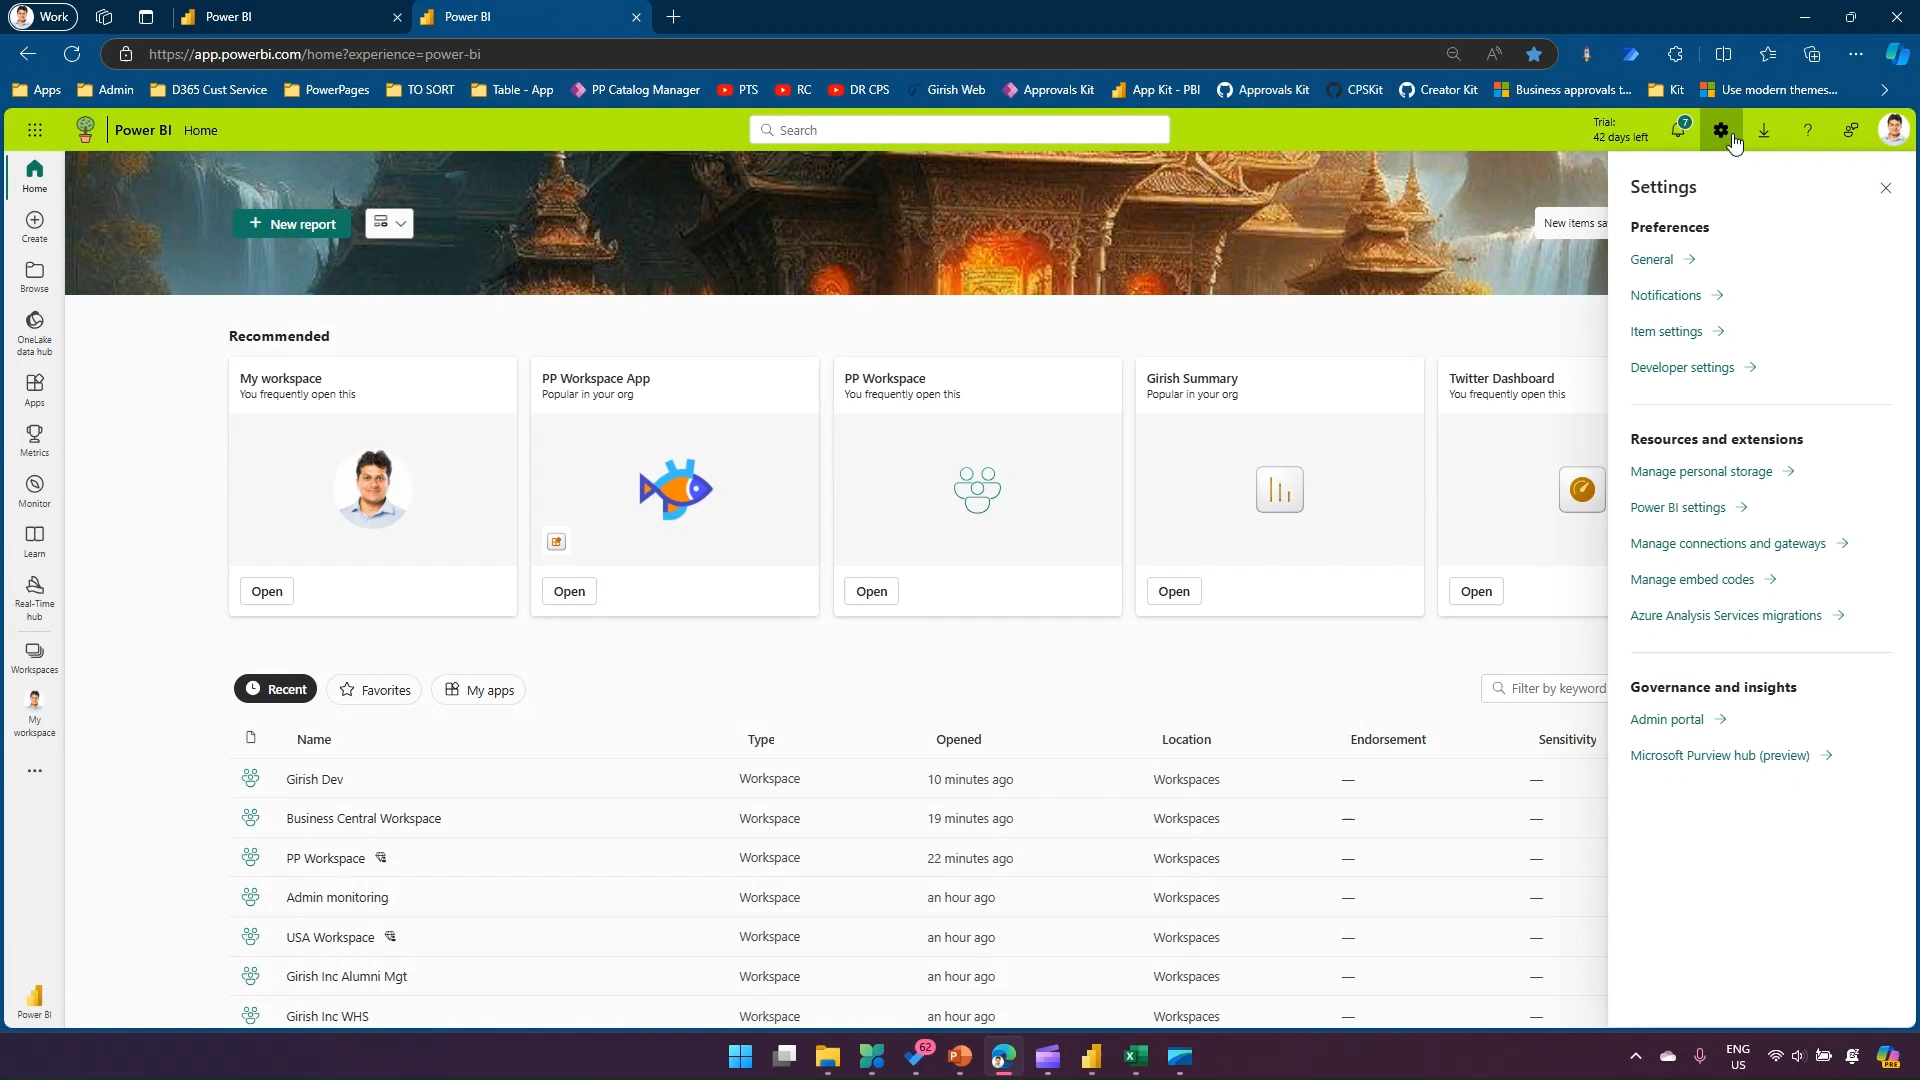 Work
Power BI
Power BI
https://app.powerbi.com/home?experience=power-bi
Apps
Admin
D365 Cust Service
PowerPages
TO SORT
Table - App
PP Catalog Manager
PTS
RC
DR CPS
Girish Web
Approvals Kit
App Kit - PBI
Approvals Kit
CPSKit
Creator Kit
Business approvals t...
Kit
Use modern themes...
Power BI Home
Search
Trial:
42 days left
7
Home
Create
Browse
OneLake
data hub
Apps
Metrics
Monitor
Learn
Real-Time
hub
Workspaces
My
workspace
Power BI
New report
New items sa
Recommended
My workspace
You frequently open this
Open
PP Workspace App
Popular in your org
Open
PP Workspace
You frequently open this
Open
Girish Summary
Popular in your org
Open
Twitter Dashboard
You frequently open this
Open
Recent
Favorites
My apps
Filter by keyword
Name Type Opened Location Endorsement Sensitivity
Girish Dev Workspace 10 minutes ago Workspaces — —
Business Central Workspace Workspace 19 minutes ago Workspaces — —
PP Workspace Workspace 22 minutes ago Workspaces — —
Admin monitoring Workspace an hour ago Workspaces — —
USA Workspace Workspace an hour ago Workspaces — —
Girish Inc Alumni Mgt Workspace an hour ago Workspaces — —
Girish Inc WHS Workspace an hour ago Workspaces — —
Settings
Preferences
General
Notifications
Item settings
Developer settings
Resources and extensions
Manage personal storage
Power BI settings
Manage connections and gateways
Manage embed codes
Azure Analysis Services migrations
Governance and insights
Admin portal
Microsoft Purview hub (preview)
62
ENG
US
PRE